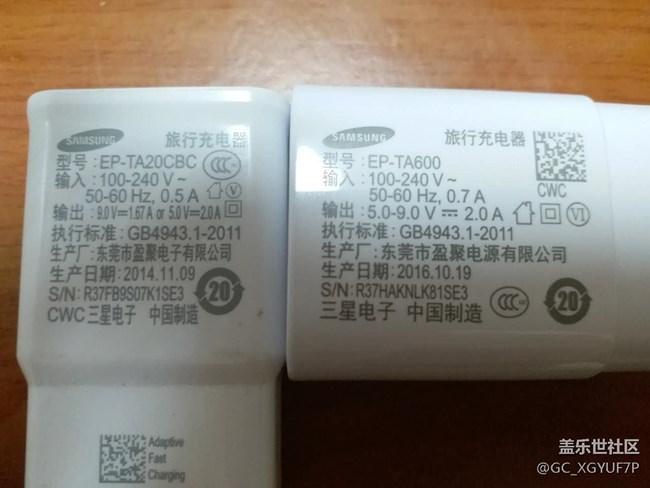 SAMSUNG
旅行充电器
型号:EP-TA20CBC
输入:100-240 V~
50-60 Hz, 0.5 A
V
输出:9.0V⎓1.67A or 5.0V⎓2.0A
执行标准:GB4943.1-2011
生产厂:东莞市盈聚电子有限公司
生产日期:2014.11.09
S/N:R37FB9S07K1SE3
20
CWC 三星电子 中国制造
Adaptive
Fast
Charging
SAMSUNG
旅行充电器
型号:EP-TA600
输入:100-240 V~
CWC
50-60 Hz, 0.7 A
输出:5.0-9.0 V⎓ 2.0 A
VI
执行标准:GB4943.1-2011
生产厂:东莞市盈聚电源有限公司
生产日期:2016.10.19
S/N:R37HAKNLK81SE3
20
三星电子 中国制造
盖乐世社区
@GC_XGYUF7P